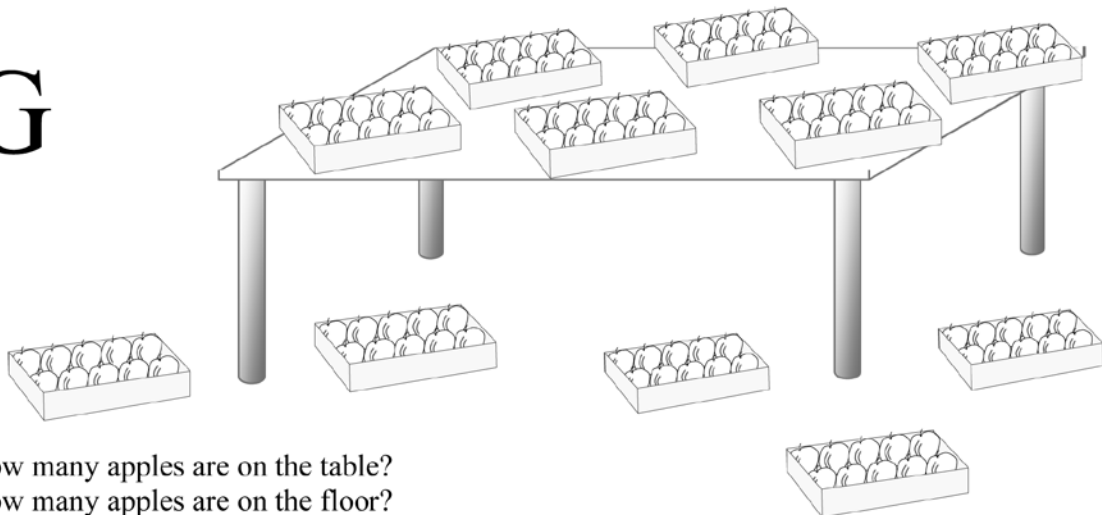 G
ow many apples are on the table?
ow many apples are on the floor?